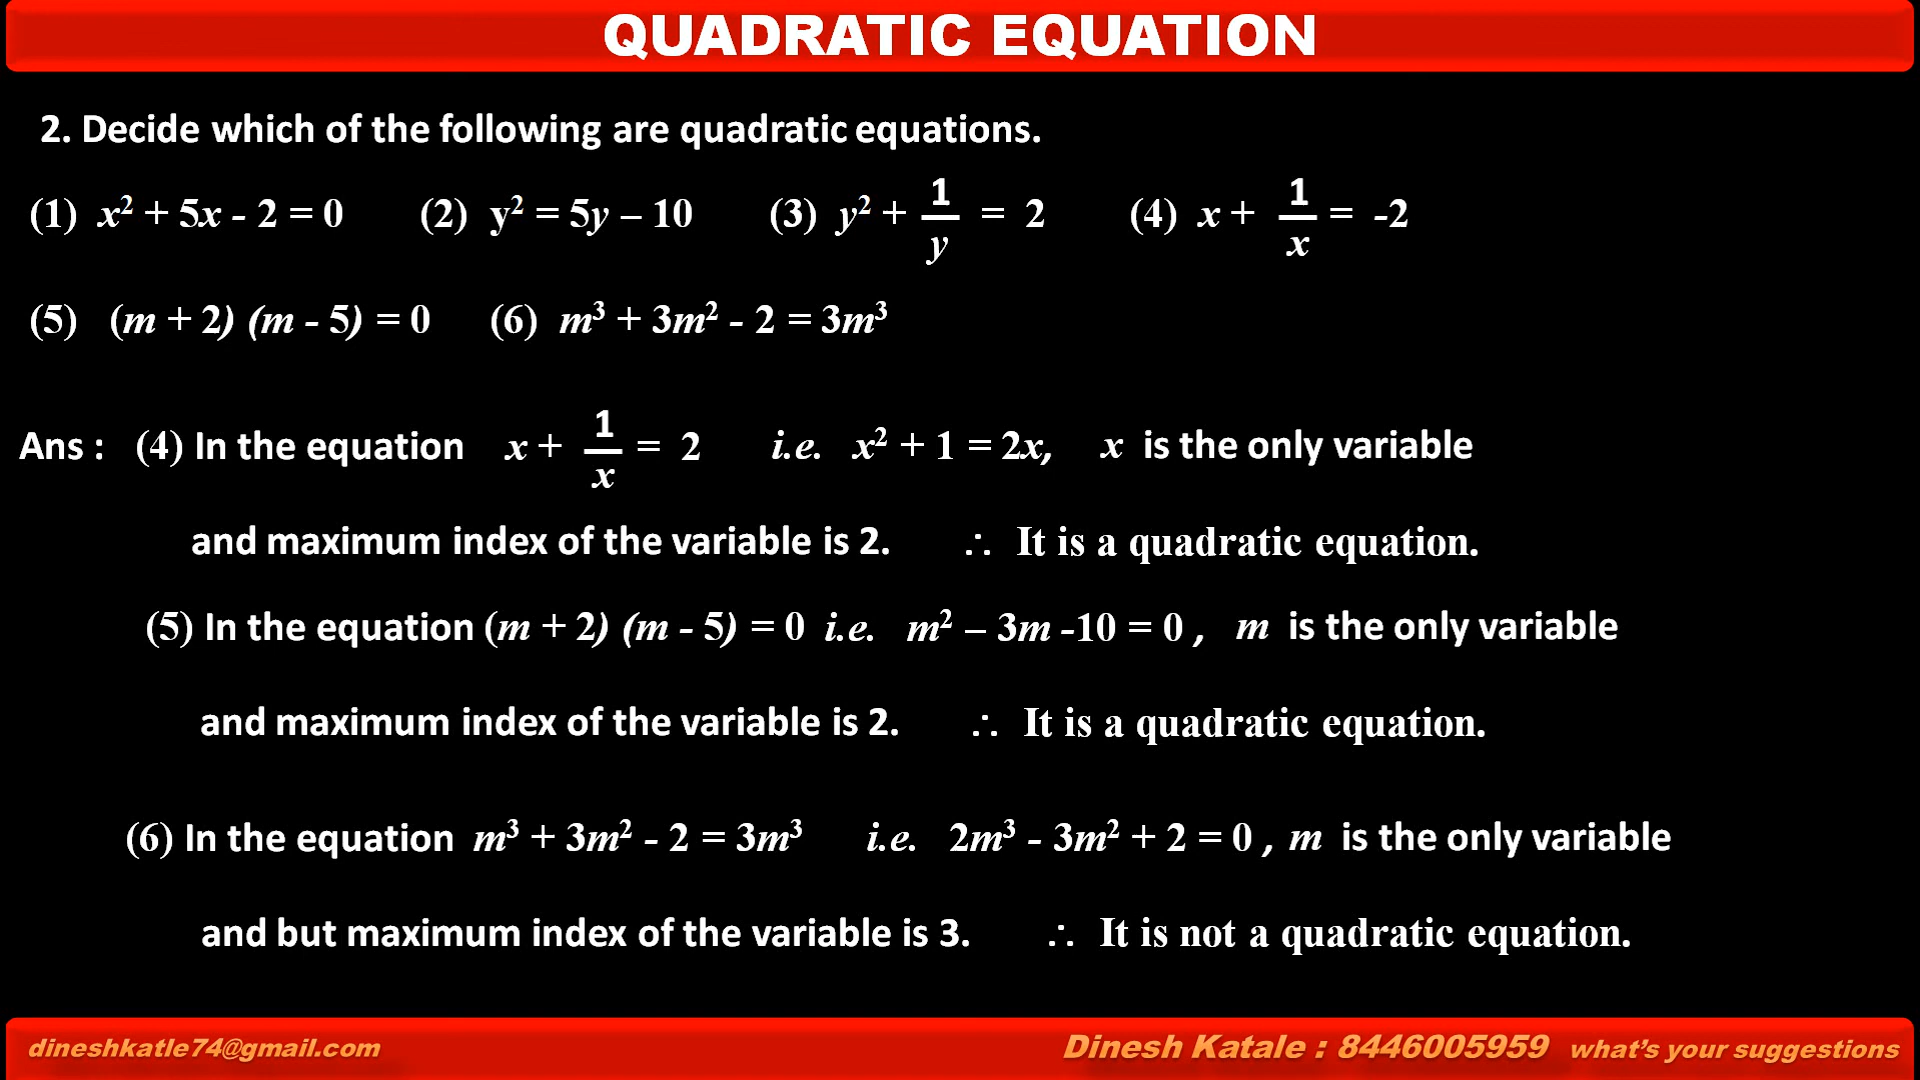 QUADRATIC EQUATION
2. Decide which of the following are quadratic equations.
(1) x² + 5x - 2 = 0 (2) y² = 5y – 10 (3) y² + 1/y = 2 (4) x + 1/x = -2
(5) (m + 2) (m - 5) = 0 (6) m³ + 3m² - 2 = 3m³
Ans : (4) In the equation x + 1/x = 2 i.e. x² + 1 = 2x, x is the only variable
and maximum index of the variable is 2. ∴ It is a quadratic equation.
(5) In the equation (m + 2) (m - 5) = 0 i.e. m² – 3m -10 = 0 , m is the only variable
and maximum index of the variable is 2. ∴ It is a quadratic equation.
(6) In the equation m³ + 3m² - 2 = 3m³ i.e. 2m³ - 3m² + 2 = 0 , m is the only variable
and but maximum index of the variable is 3. ∴ It is not a quadratic equation.
dineshkatle74@gmail.com Dinesh Katale : 8446005959 what’s your suggestions